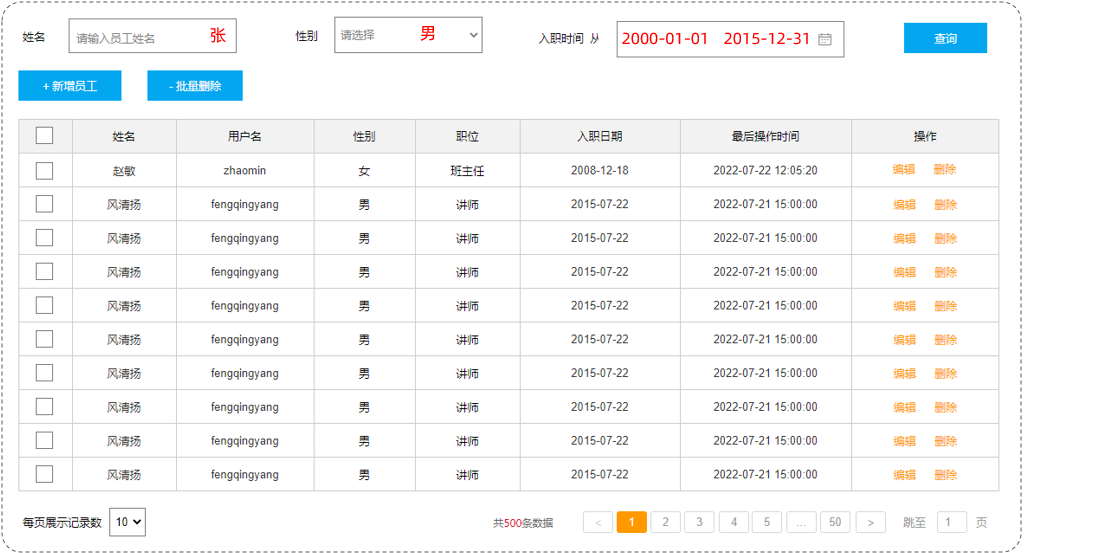 姓名 请输入员工姓名 张 性别 请选择 男 入职时间 从 2000-01-01 2015-12-31 查询
+ 新增员工 - 批量删除
姓名 用户名 性别 职位 入职日期 最后操作时间 操作
赵敏 zhaomin 女 班主任 2008-12-18 2022-07-22 12:05:20 编辑 删除
风清扬 fengqingyang 男 讲师 2015-07-22 2022-07-21 15:00:00 编辑 删除
风清扬 fengqingyang 男 讲师 2015-07-22 2022-07-21 15:00:00 编辑 删除
风清扬 fengqingyang 男 讲师 2015-07-22 2022-07-21 15:00:00 编辑 删除
风清扬 fengqingyang 男 讲师 2015-07-22 2022-07-21 15:00:00 编辑 删除
风清扬 fengqingyang 男 讲师 2015-07-22 2022-07-21 15:00:00 编辑 删除
风清扬 fengqingyang 男 讲师 2015-07-22 2022-07-21 15:00:00 编辑 删除
风清扬 fengqingyang 男 讲师 2015-07-22 2022-07-21 15:00:00 编辑 删除
风清扬 fengqingyang 男 讲师 2015-07-22 2022-07-21 15:00:00 编辑 删除
风清扬 fengqingyang 男 讲师 2015-07-22 2022-07-21 15:00:00 编辑 删除
每页展示记录数 10 共500条数据 < 1 2 3 4 5 ... 50 > 跳至 1 页